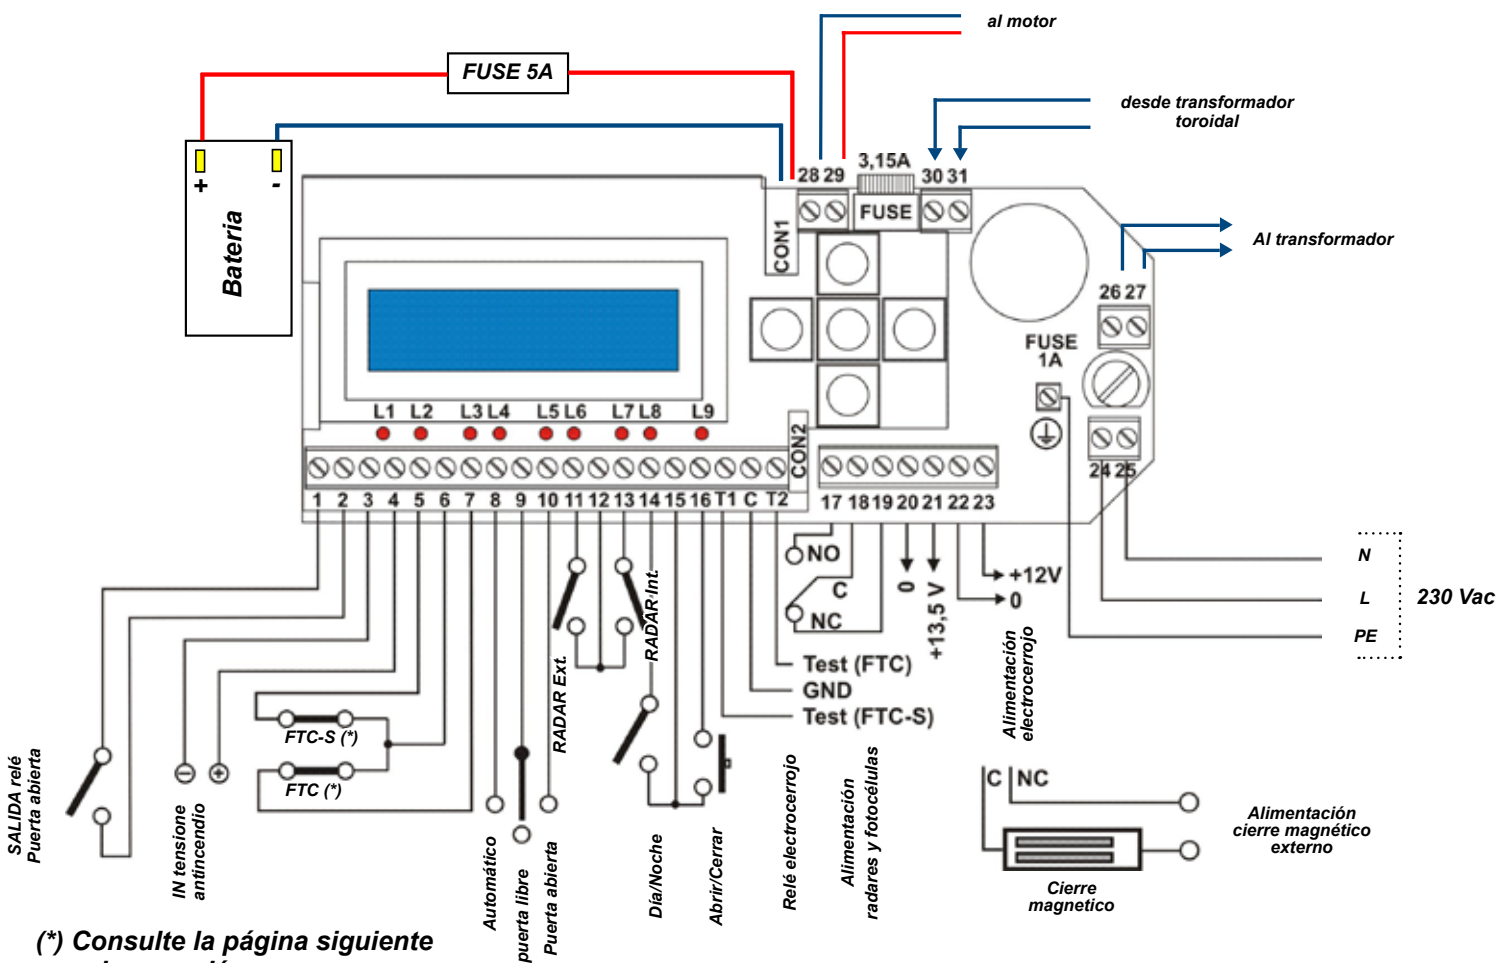 al motor
FUSE 5A
desde transformador
toroidal
3,15A
28 29
30 31
+
-
Bateria
CON1
FUSE
Al transformador
26 27
FUSE
1A
L1 L2 L3 L4 L5 L6 L7 L8 L9
CON2
24 25
1 2 3 4 5 6 7 8 9 10 11 12 13 14 15 16 T1 C T2
17 18 19 20 21 22 23
NO
C
NC
0
+13,5 V
+12V
0
N
L
PE
230 Vac
RADAR Ext.
RADAR Int.
Test (FTC)
GND
Test (FTC-S)
Alimentación
electrocerrojo
FTC-S (*)
FTC (*)
SALIDA relé
Puerta abierta
-
+
IN tensione
antincendio
Automático
puerta libre
Puerta abierta
Día/Noche
Abrir/Cerrar
Relé electrocerrojo
Alimentación
radares y fotocélulas
C NC
Cierre
magnetico
Alimentación
cierre magnético
externo
(*) Consulte la página siguiente